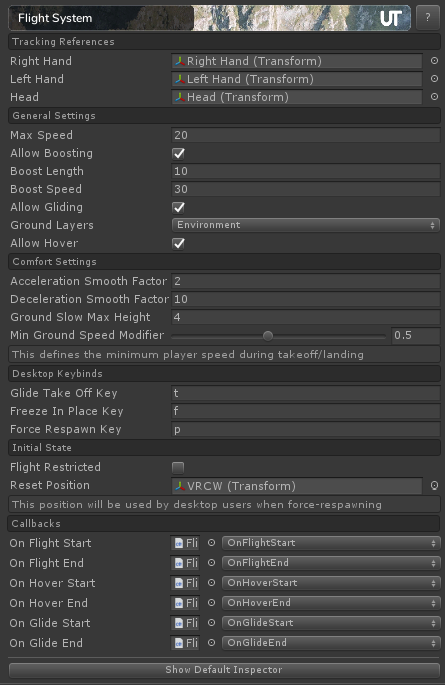 Flight System
UT
?
Tracking References
Right Hand Right Hand (Transform)
Left Hand Left Hand (Transform)
Head Head (Transform)
General Settings
Max Speed 20
Allow Boosting
Boost Length 10
Boost Speed 30
Allow Gliding
Ground Layers Environment
Allow Hover
Comfort Settings
Acceleration Smooth Factor 2
Deceleration Smooth Factor 10
Ground Slow Max Height 4
Min Ground Speed Modifier 0.5
This defines the minimum player speed during takeoff/landing
Desktop Keybinds
Glide Take Off Key t
Freeze In Place Key f
Force Respawn Key p
Initial State
Flight Restricted
Reset Position VRCW (Transform)
This position will be used by desktop users when force-respawning
Callbacks
On Flight Start Fli OnFlightStart
On Flight End Fli OnFlightEnd
On Hover Start Fli OnHoverStart
On Hover End Fli OnHoverEnd
On Glide Start Fli OnGlideStart
On Glide End Fli OnGlideEnd
Show Default Inspector